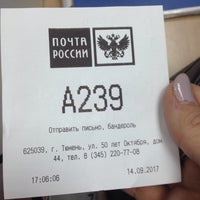 ПОЧТА
РОССИИ
А239
Отправить письмо, бандероль
625039, г. Тюмень, ул. 50 лет Октября, дом
44, тел. 8 (345) 220-77-08
17:06:06 14.09.2017